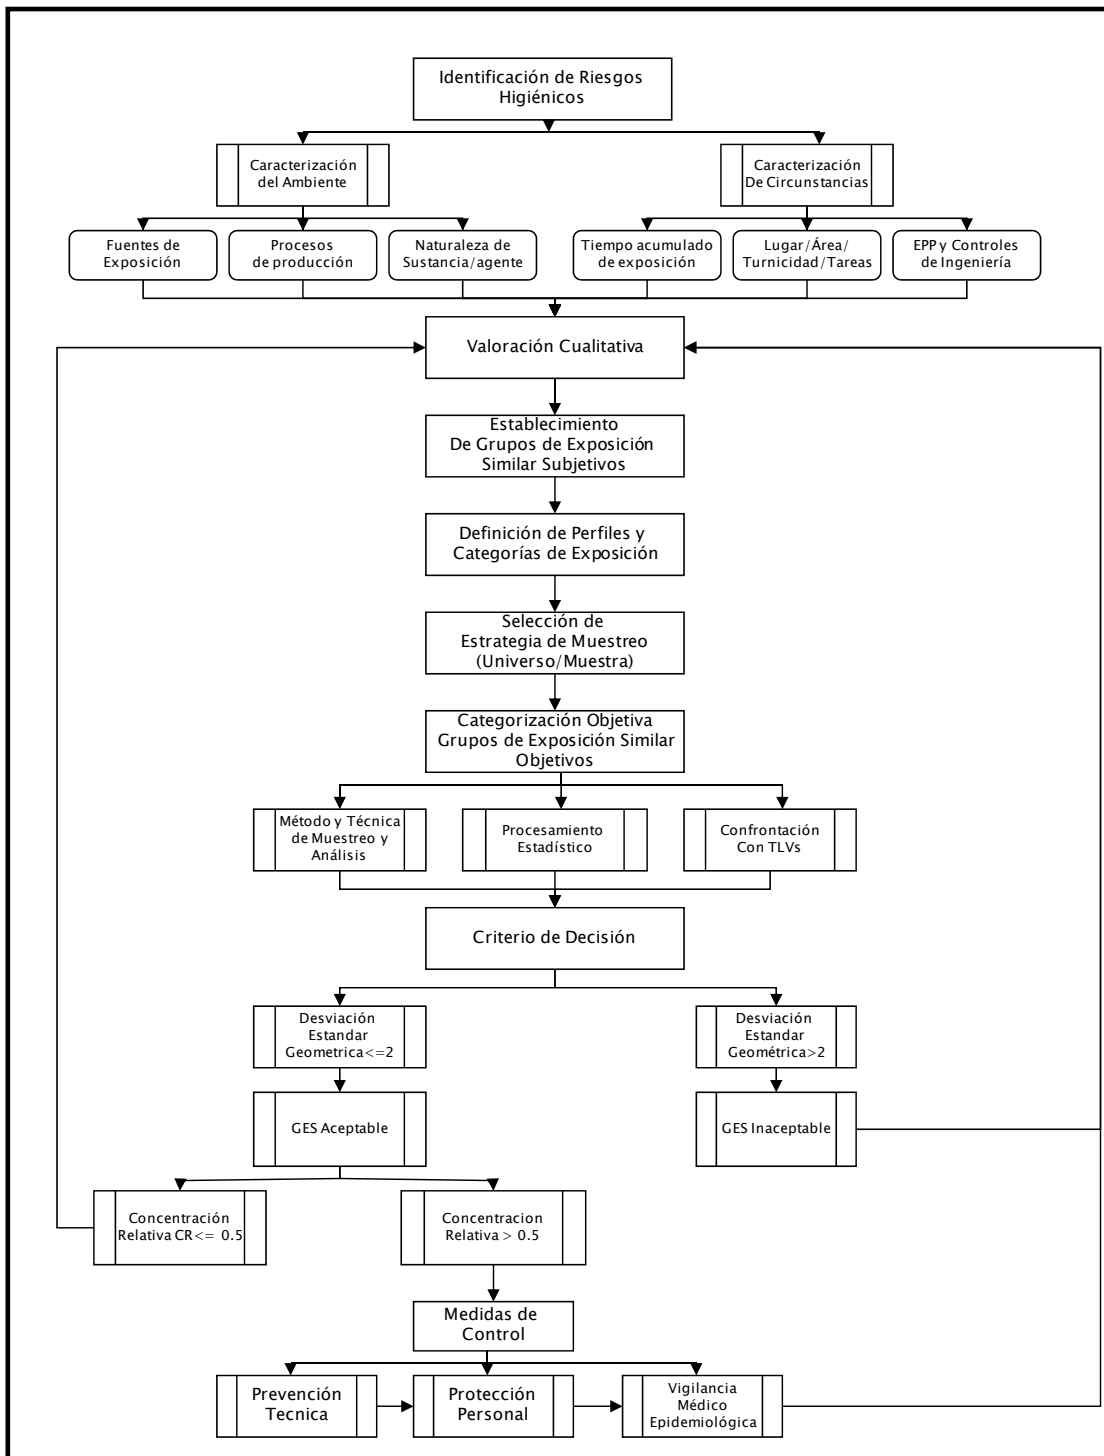 Identificación de Riesgos
Higiénicos
Caracterización
del Ambiente
Caracterización
De Circunstancias
Fuentes de
Exposición
Procesos
de producción
Naturaleza de
Sustancia/agente
Tiempo acumulado
de exposición
Lugar/Área/
Turnicidad/Tareas
EPP y Controles
de Ingeniería
Valoración Cualitativa
Establecimiento
De Grupos de Exposición
Similar Subjetivos
Definición de Perfiles y
Categorías de Exposición
Selección de
Estrategia de Muestreo
(Universo/Muestra)
Categorización Objetiva
Grupos de Exposición Similar
Objetivos
Método y Técnica
de Muestreo y
Análisis
Procesamiento
Estadístico
Confrontación
Con TLVs
Criterio de Decisión
Desviación
Estandar
Geometrica<=2
Desviación
Estandar
Geométrica>2
GES Aceptable
GES Inaceptable
Concentración
Relativa CR<= 0.5
Concentracion
Relativa > 0.5
Medidas de
Control
Prevención
Tecnica
Protección
Personal
Vigilancia
Médico
Epidemiológica